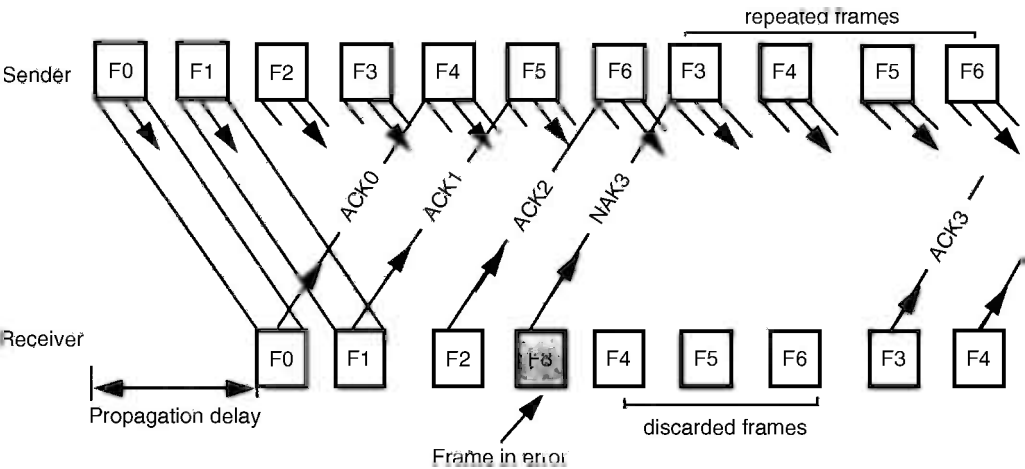 repeated frames
Sender F0 F1 F2 F3 F4 F5 F6 F3 F4 F5 F6
ACK0 ACK1 ACK2 NAK3 ACK3
Receiver F0 F1 F2 F3 F4 F5 F6 F3 F4
Propagation delay
discarded frames
Frame in error